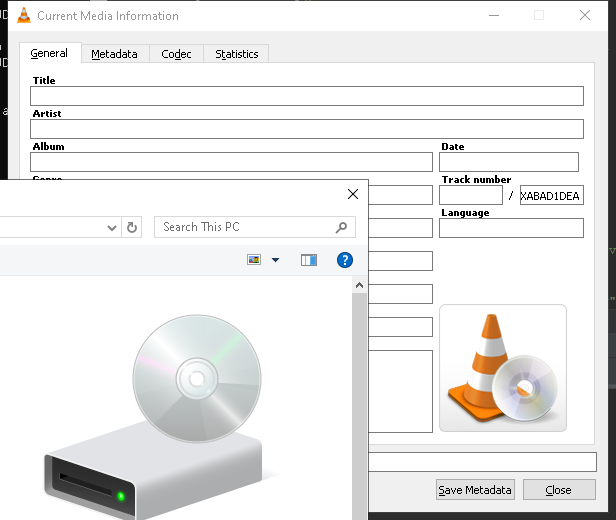 Current Media Information
General Metadata Codec Statistics
Title
Artist
Album Date
Track number
/ XABAD1DEA
Language
Search This PC
?
Save Metadata Close